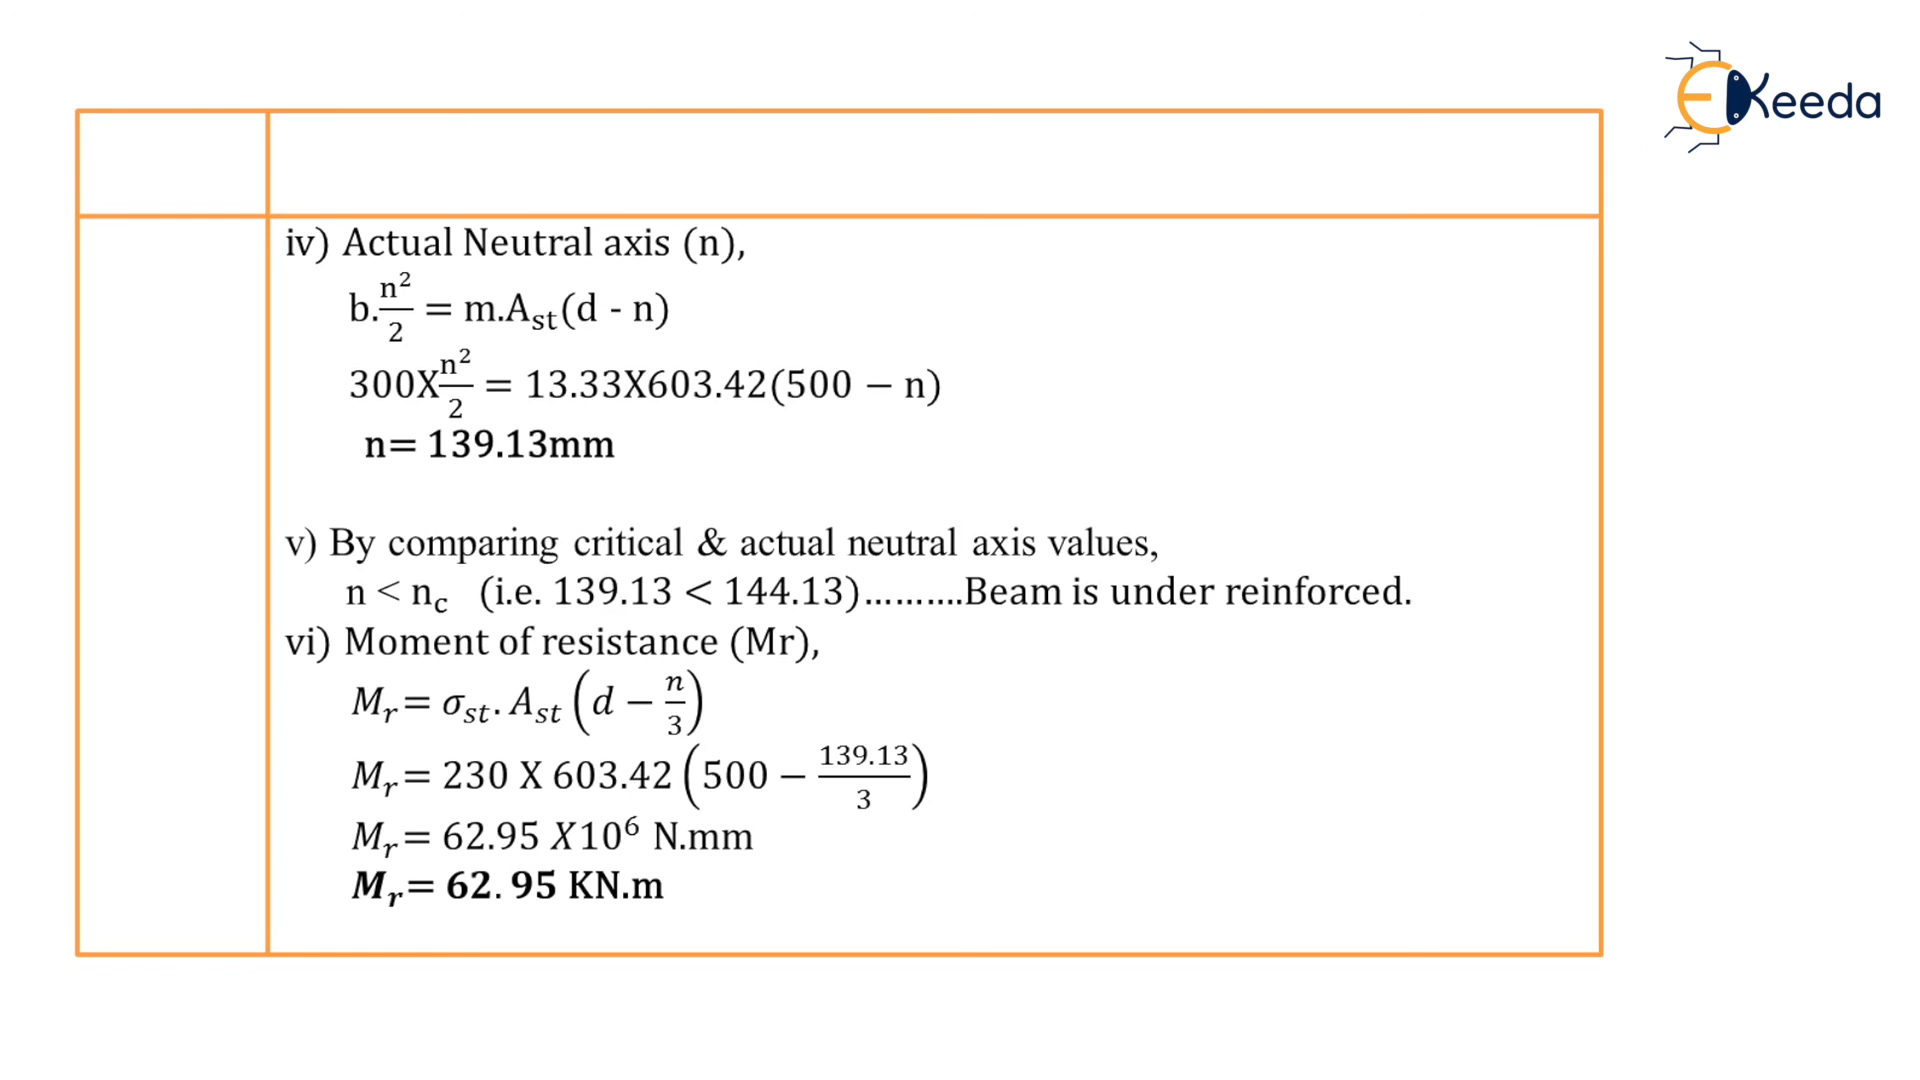 EKeeda
iv) Actual Neutral axis (n),
b.n²/2 = m.Aₛₜ(d - n)
300Xn²/2 = 13.33X603.42(500 − n)
n= 139.13mm
v) By comparing critical & actual neutral axis values,
n < n꜀ (i.e. 139.13 < 144.13)..........Beam is under reinforced.
vi) Moment of resistance (Mr),
Mᵣ= σₛₜ. Aₛₜ (d − n/3)
Mᵣ= 230 X 603.42 (500 − 139.13/3)
Mᵣ= 62.95 X10⁶ N.mm
Mᵣ= 62. 95 KN.m